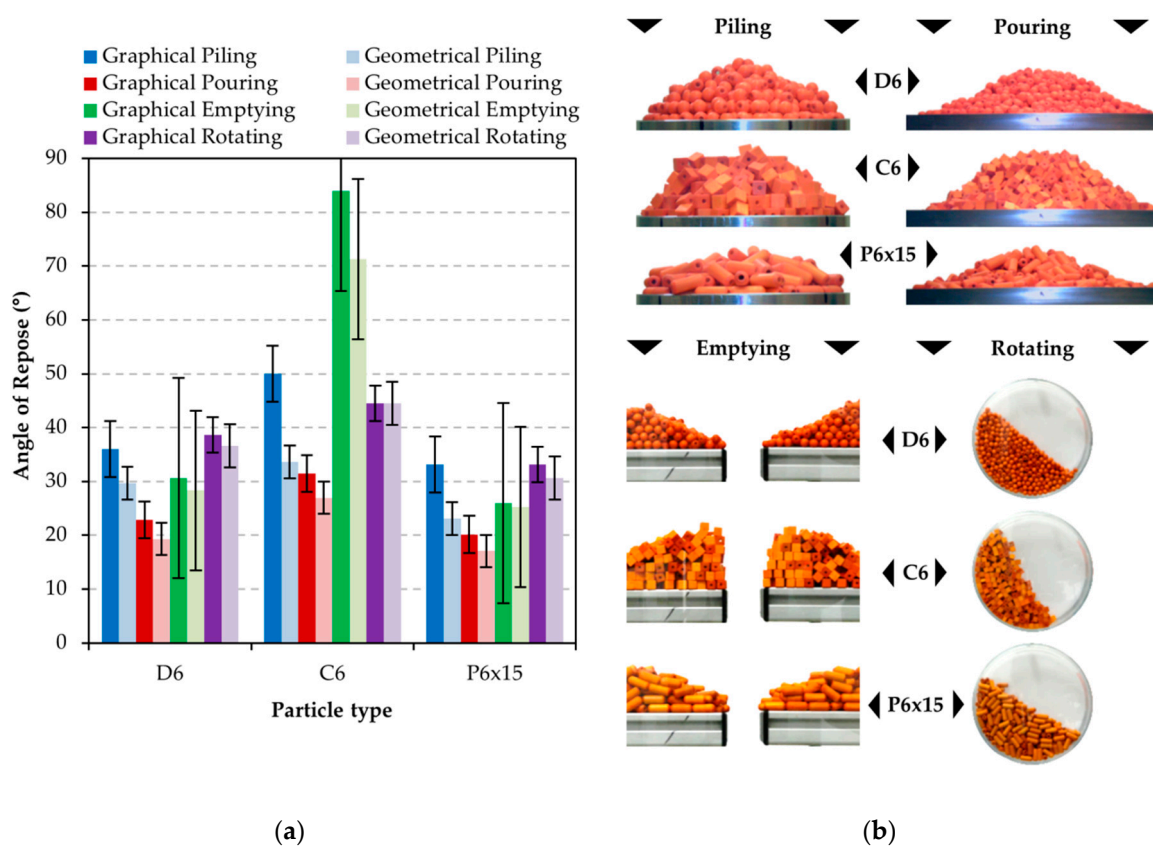 Graphical Piling
Geometrical Piling
Graphical Pouring
Geometrical Pouring
Graphical Emptying
Geometrical Emptying
Graphical Rotating
Geometrical Rotating
90
80
70
60
50
40
30
20
10
0
Angle of Repose (°)
D6
C6
P6x15
Particle type
(a)
Piling
Pouring
D6
C6
P6x15
Emptying
Rotating
D6
C6
P6x15
(b)